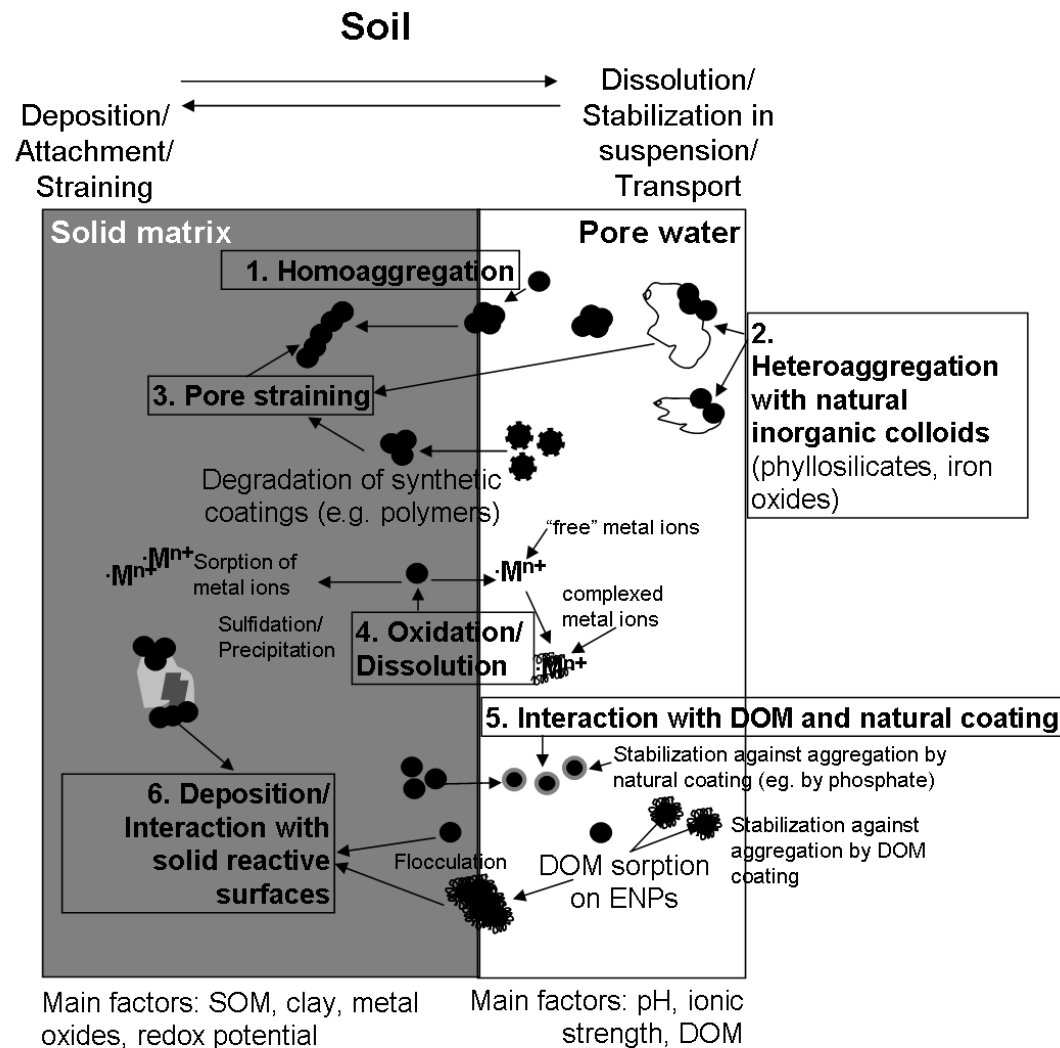 Soil
Deposition/
Attachment/
Straining
Dissolution/
Stabilization in
suspension/
Transport
Solid matrix
Pore water
1. Homoaggregation
2.
Heteroaggregation
with natural
inorganic colloids
(phyllosilicates, iron
oxides)
3. Pore straining
Degradation of synthetic
coatings (e.g. polymers)
"free" metal ions
·Mn+
·Mn+
Sorption of
metal ions
·Mn+
complexed
metal ions
Sulfidation/
Precipitation
4. Oxidation/
Dissolution
·Mn+
5. Interaction with DOM and natural coating
Stabilization against aggregation by
natural coating (eg. by phosphate)
6. Deposition/
Interaction with
solid reactive
surfaces
Flocculation
DOM sorption
on ENPs
Stabilization against
aggregation by DOM
coating
Main factors: SOM, clay, metal
oxides, redox potential
Main factors: pH, ionic
strength, DOM